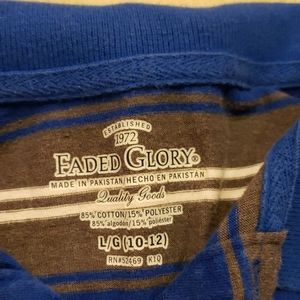 ESTABLISHED
1972
FADED GLORY®
MADE IN PAKISTAN/HECHO EN PAKISTAN
Quality Goods
85% COTTON/15% POLYESTER
85% algodón/15% poliéster
L/G (10-12)
RN#52469 K1Q